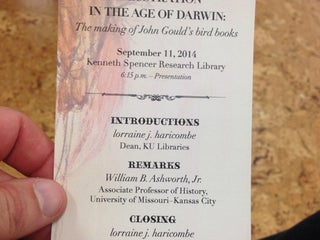 IN THE AGE OF DARWIN:
The making of John Gould's bird books
September 11, 2014
Kenneth Spencer Research Library
6:15 p.m. – Presentation
INTRODUCTIONS
lorraine j. haricombe
Dean, KU Libraries
REMARKS
William B. Ashworth, Jr.
Associate Professor of History,
University of Missouri–Kansas City
CLOSING
lorraine j. haricombe